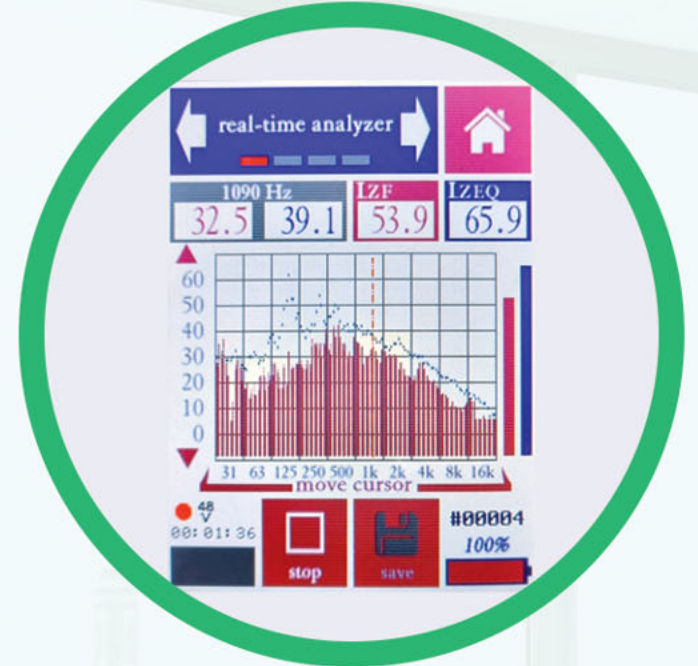 real-time analyzer
1090 Hz
LZF
LZEQ
32.5
39.1
53.9
65.9
60
50
40
30
20
10
0
31 63 125 250 500 1k 2k 4k 8k 16k
move cursor
48
V
00:01:36
stop
save
#00004
100%